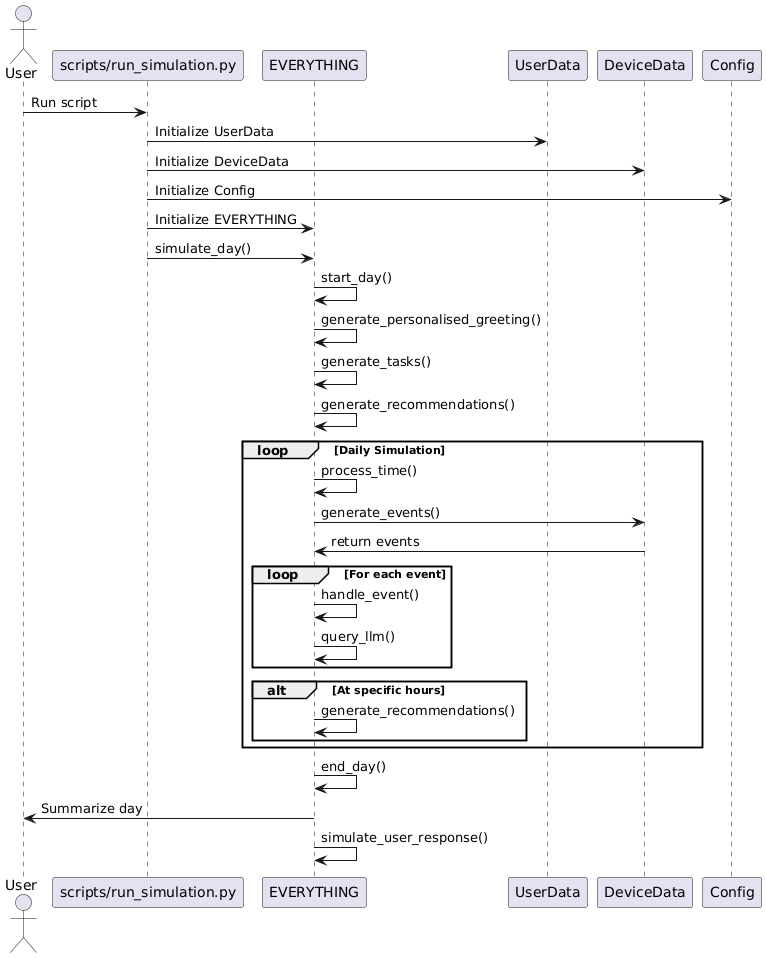 User
scripts/run_simulation.py
EVERYTHING
UserData
DeviceData
Config
Run script
Initialize UserData
Initialize DeviceData
Initialize Config
Initialize EVERYTHING
simulate_day()
start_day()
generate_personalised_greeting()
generate_tasks()
generate_recommendations()
loop [Daily Simulation]
process_time()
generate_events()
return events
loop [For each event]
handle_event()
query_llm()
alt [At specific hours]
generate_recommendations()
end_day()
Summarize day
simulate_user_response()
User
scripts/run_simulation.py
EVERYTHING
UserData
DeviceData
Config